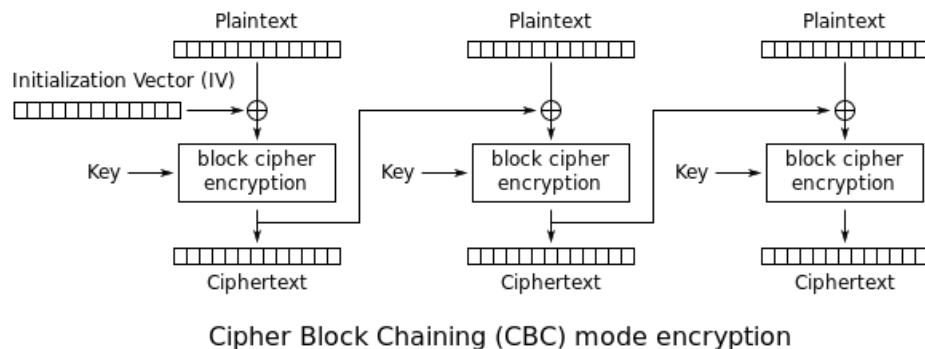 Plaintext
Plaintext
Plaintext
Initialization Vector (IV)
Key
block cipher
encryption
Key
block cipher
encryption
Key
block cipher
encryption
Ciphertext
Ciphertext
Ciphertext
Cipher Block Chaining (CBC) mode encryption